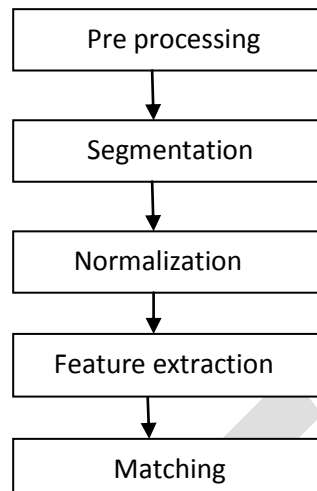 Pre processing
Segmentation
Normalization
Feature extraction
Matching